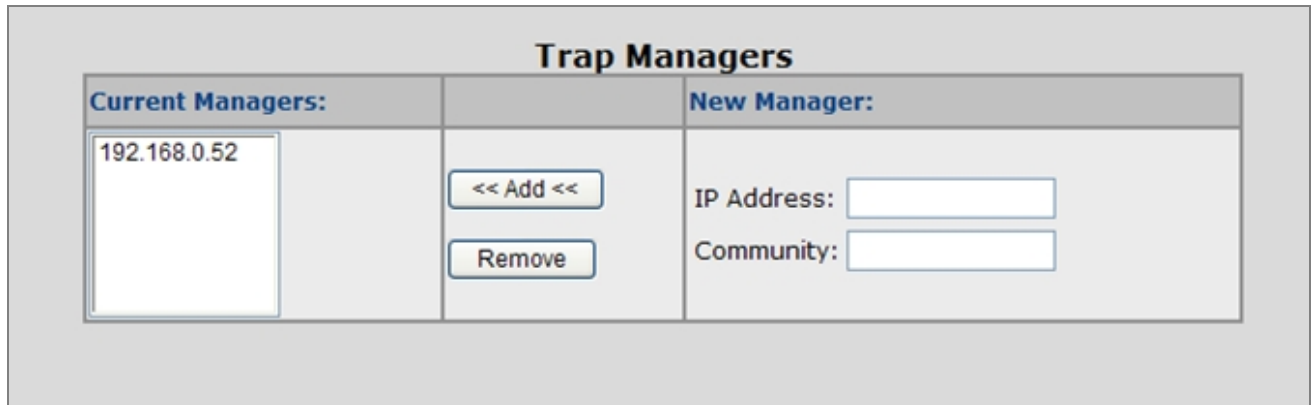 Trap Managers
Current Managers:
New Manager:
192.168.0.52
<< Add <<
Remove
IP Address:
Community: